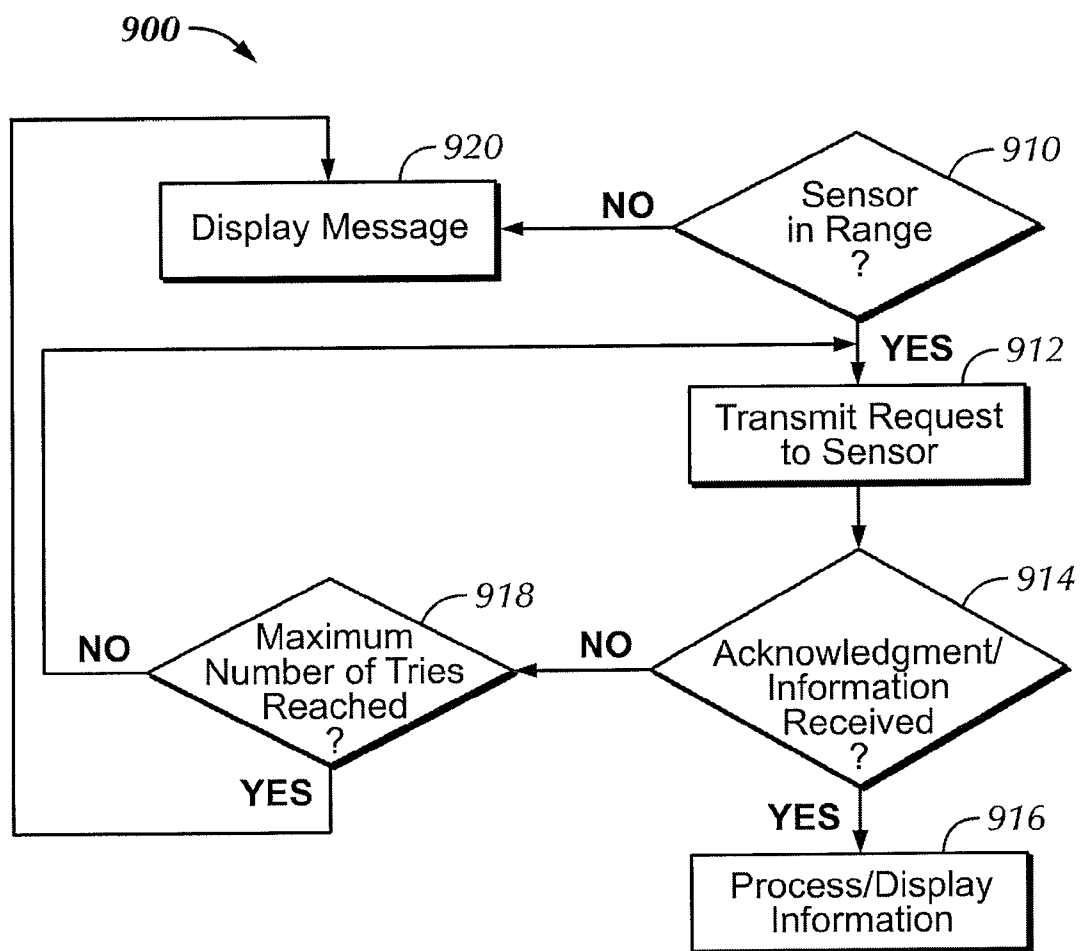 900
920
Display Message
NO
910
Sensor
in Range
?
YES
912
Transmit Request
to Sensor
914
Acknowledgment/
Information
Received
?
NO
918
Maximum
Number of Tries
Reached
?
NO
YES
YES
916
Process/Display
Information